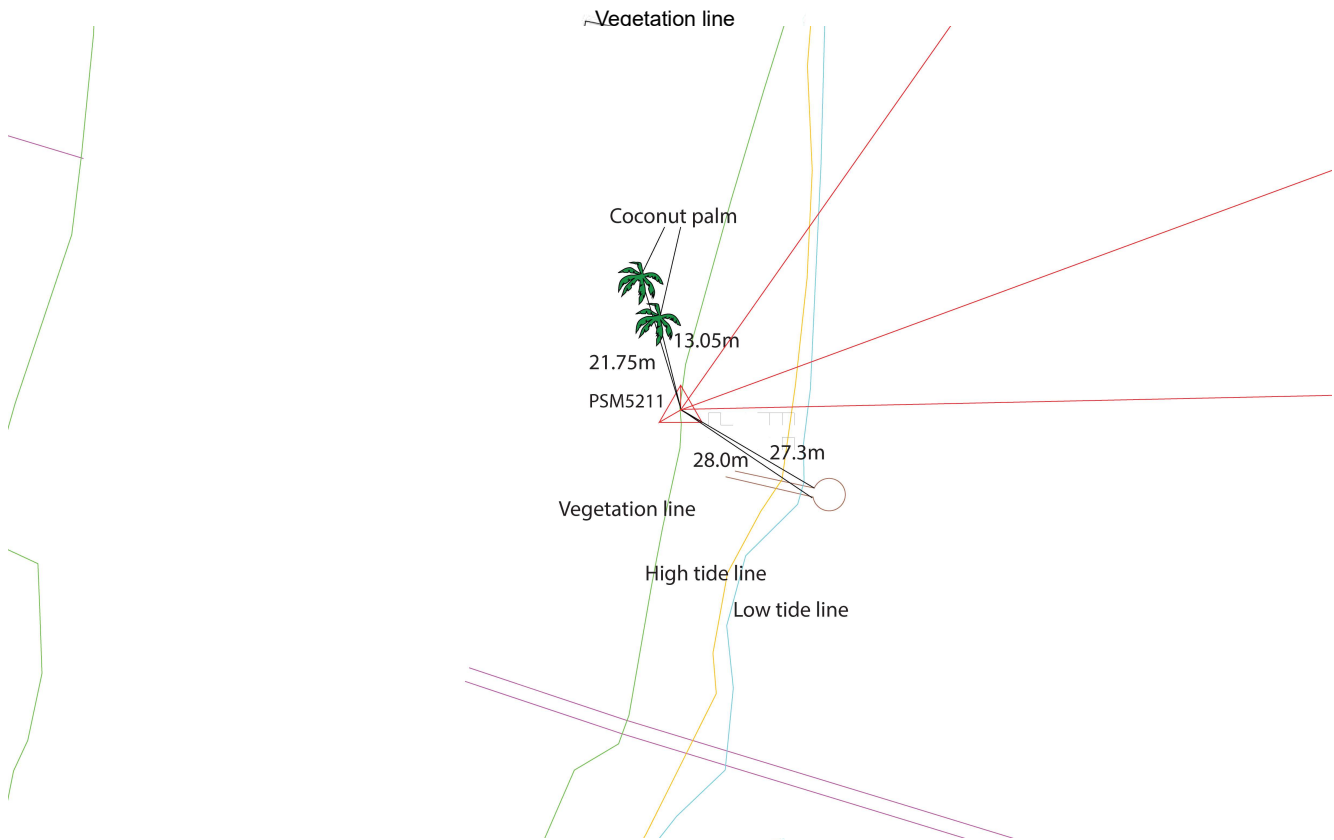 Vegetation line
Coconut palm
13.05m
21.75m
PSM5211
27.3m
28.0m
Vegetation line
High tide line
Low tide line